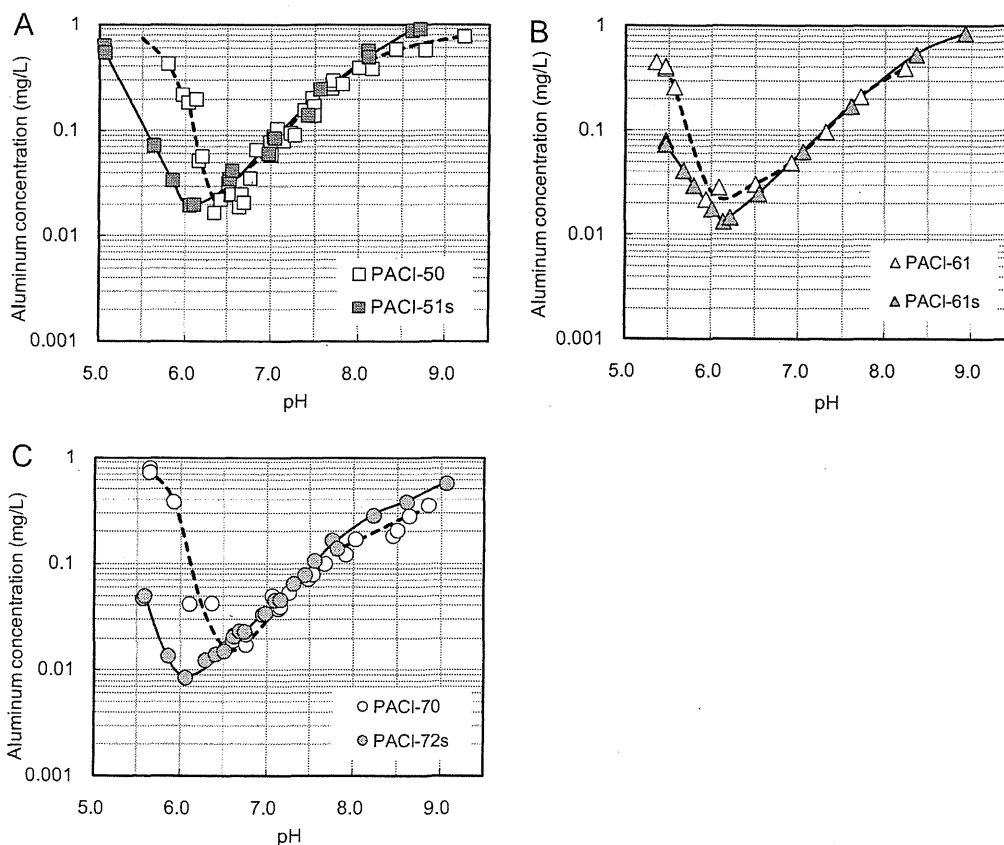 A
Aluminum concentration (mg/L)
1
0.1
0.01
0.001
PACl-50
PACl-51s
5.0 6.0 7.0 8.0 9.0
pH
B
Aluminum concentration (mg/L)
1
0.1
0.01
0.001
PACl-61
PACl-61s
5.0 6.0 7.0 8.0 9.0
pH
C
Aluminum concentration (mg/L)
1
0.1
0.01
0.001
PACl-70
PACl-72s
5.0 6.0 7.0 8.0 9.0
pH